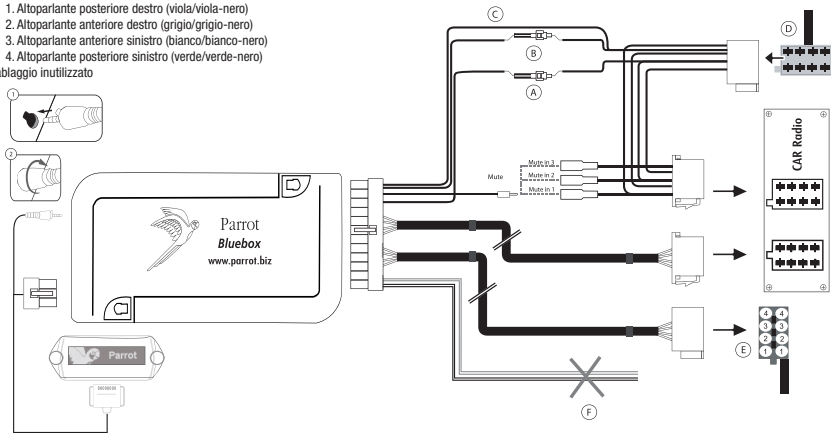 1. Altoparlante posteriore destro (viola/viola-nero)
2. Altoparlante anteriore destro (grigio/grigio-nero)
3. Altoparlante anteriore sinistro (bianco/bianco-nero)
4. Altoparlante posteriore sinistro (verde/verde-nero)
ablaggio inutilizzato
1
2
C
B
A
D
Mute
Mute in 3
Mute in 2
Mute in 1
CAR Radio
Parrot
Bluebox
www.parrot.biz
Parrot
4 4
3 3
2 2
1 1
E
F